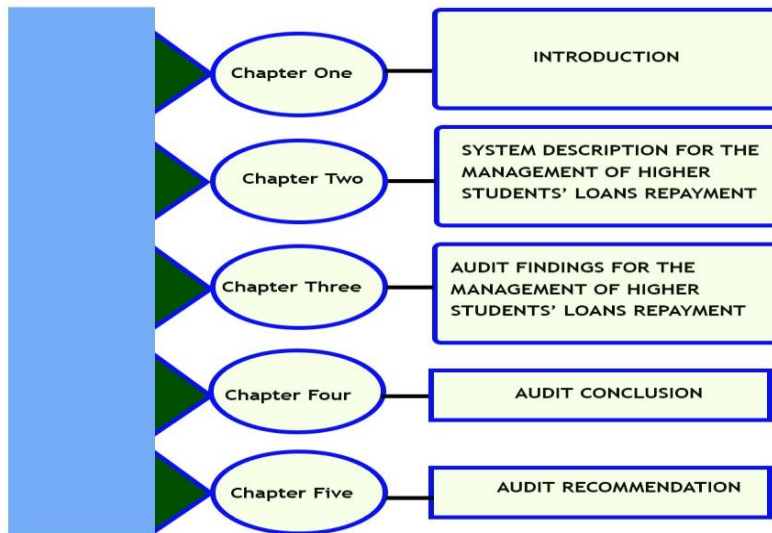 Chapter One
INTRODUCTION
Chapter Two
SYSTEM DESCRIPTION FOR THE
MANAGEMENT OF HIGHER
STUDENTS' LOANS REPAYMENT
Chapter Three
AUDIT FINDINGS FOR THE
MANAGEMENT OF HIGHER
STUDENTS' LOANS REPAYMENT
Chapter Four
AUDIT CONCLUSION
Chapter Five
AUDIT RECOMMENDATION